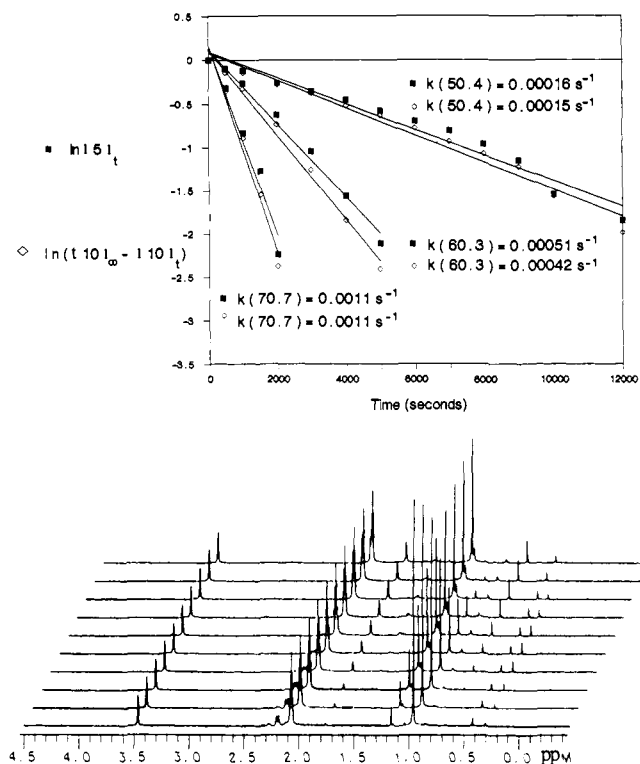 0.5
0
-0.5
-1
-1.5
-2
-2.5
-3
-3.5
■ ln[5]t
◇ ln([10]∞ - [10]t)
■ k(50.4)=0.00016 s⁻¹
◇ k(50.4)=0.00015 s⁻¹
■ k(60.3)=0.00051 s⁻¹
◇ k(60.3)=0.00042 s⁻¹
■ k(70.7)=0.0011 s⁻¹
◇ k(70.7)=0.0011 s⁻¹
0 2000 4000 6000 8000 10000 12000
Time (seconds)
4.5 4.0 3.5 3.0 2.5 2.0 1.5 1.0 0.5 0.0 PPM